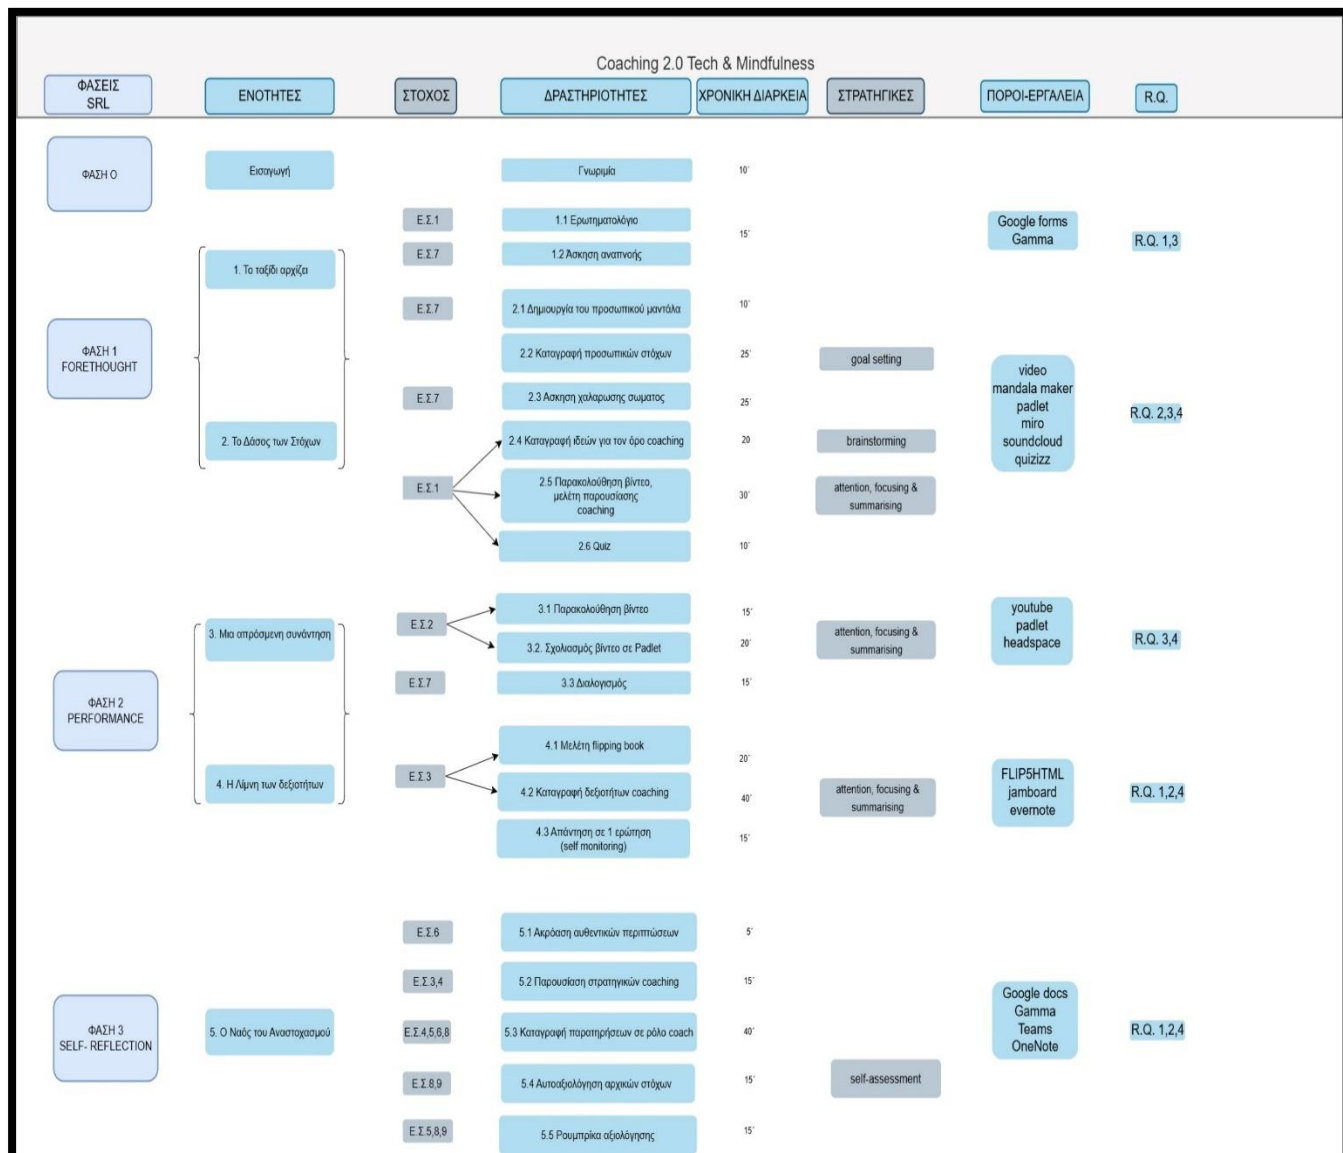 Coaching 2.0 Tech & Mindfulness
ΦΑΣΕΙΣ
SRL
ΕΝΟΤΗΤΕΣ
ΣΤΟΧΟΣ
ΔΡΑΣΤΗΡΙΟΤΗΤΕΣ
ΧΡΟΝΙΚΗ ΔΙΑΡΚΕΙΑ
ΣΤΡΑΤΗΓΙΚΕΣ
ΠΟΡΟΙ-ΕΡΓΑΛΕΙΑ
R.Q.
ΦΑΣΗ Ο
Εισαγωγή
Γνωριμία
10΄
Ε.Σ.1
1.1 Ερωτηματολόγιο
15΄
Google forms
Gamma
R.Q. 1,3
Ε.Σ.7
1.2 Άσκηση αναπνοής
1. Το ταξίδι αρχίζει
Ε.Σ.7
2.1 Δημιουργία του προσωπικού μαντάλα
10΄
ΦΑΣΗ 1
FORETHOUGHT
2.2 Καταγραφή προσωπικών στόχων
25΄
goal setting
Ε.Σ.7
2.3 Ασκηση χαλαρωσης σωματος
25΄
video
mandala maker
padlet
miro
soundcloud
quizizz
R.Q. 2,3,4
2. Το Δάσος των Στόχων
2.4 Καταγραφή ιδεών για τον όρο coaching
20
brainstorming
Ε.Σ.1
2.5 Παρακολούθηση βίντεο,
μελέτη παρουσίασης
coaching
30΄
attention, focusing &
summarising
2.6 Quiz
10΄
3. Μια απρόσμενη συνάντηση
Ε.Σ.2
3.1 Παρακολούθηση βίντεο
15΄
3.2. Σχολιασμός βίντεο σε Padlet
20΄
attention, focusing &
summarising
youtube
padlet
headspace
R.Q. 3,4
Ε.Σ.7
3.3 Διαλογισμός
15΄
ΦΑΣΗ 2
PERFORMANCE
4.1 Μελέτη flipping book
20΄
4. Η Λίμνη των δεξιοτήτων
Ε.Σ.3
4.2 Καταγραφή δεξιοτήτων coaching
40΄
attention, focusing &
summarising
FLIP5HTML
jamboard
evernote
R.Q. 1,2,4
4.3 Απάντηση σε 1 ερώτηση
(self monitoring)
15΄
Ε.Σ.6
5.1 Ακρόαση αυθεντικών περιπτώσεων
5΄
Ε.Σ.3,4
5.2 Παρουσίαση στρατηγικών coaching
15΄
ΦΑΣΗ 3
SELF- REFLECTION
5. Ο Ναός του Αναστοχασμού
Ε.Σ.4,5,6,8
5.3 Καταγραφή παρατηρήσεων σε ρόλο coach
40΄
Google docs
Gamma
Teams
OneNote
R.Q. 1,2,4
Ε.Σ.8,9
5.4 Αυτοαξιολόγηση αρχικών στόχων
15΄
self-assessment
Ε.Σ.5,8,9
5.5 Ρουμπρίκα αξιολόγησης
15΄